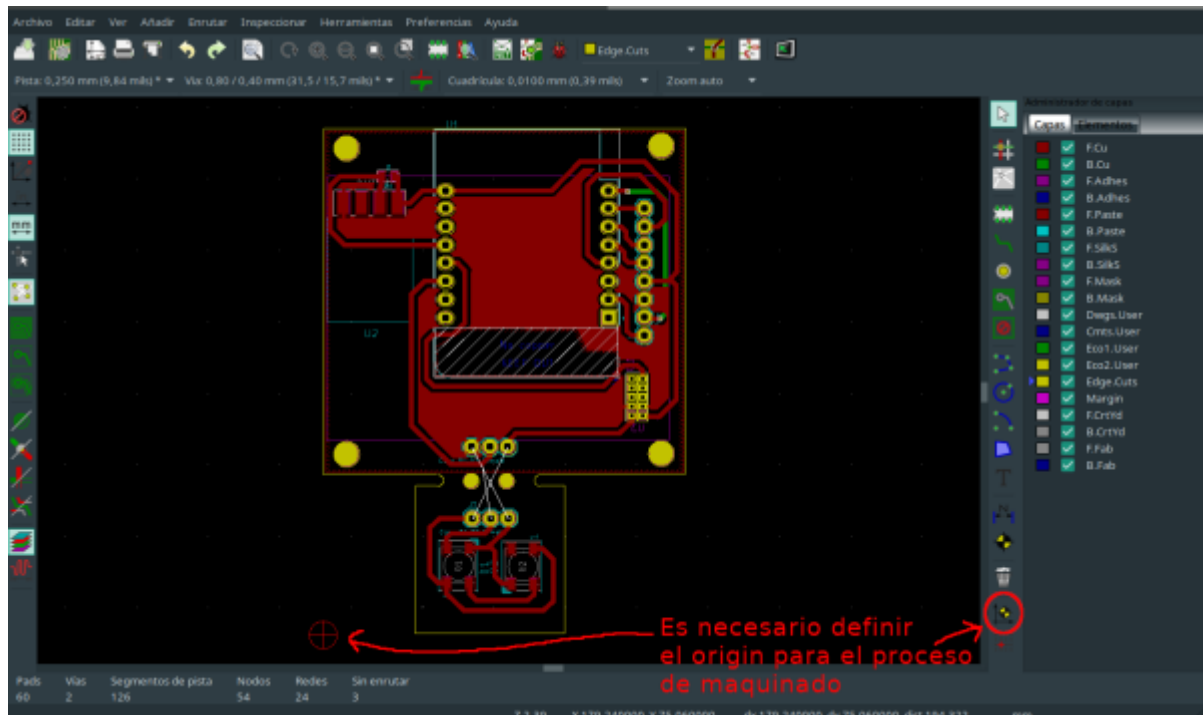 Archivo Editar Ver Añadir Enrutar Inspeccionar Herramientas Preferencias Ayuda
Edge.Cuts
Pista: 0,250 mm (9,84 mils) * Vía: 0,80 / 0,40 mm (31,5 / 15,7 mils) * Cuadrícula: 0,0100 mm (0,39 mils) Zoom auto
Administrador de capas
Capas Elementos
F.Cu
B.Cu
F.Adhes
B.Adhes
F.Paste
B.Paste
F.SilkS
B.SilkS
F.Mask
B.Mask
Dwgs.User
Cmts.User
Eco1.User
Eco2.User
Edge.Cuts
Margin
F.CrtYd
B.CrtYd
F.Fab
B.Fab
U1
U2
Es necesario definir
el origin para el proceso
de maquinado
Pads Vías Segmentos de pista Nodos Redes Sin enrutar
60 2 126 54 24 3